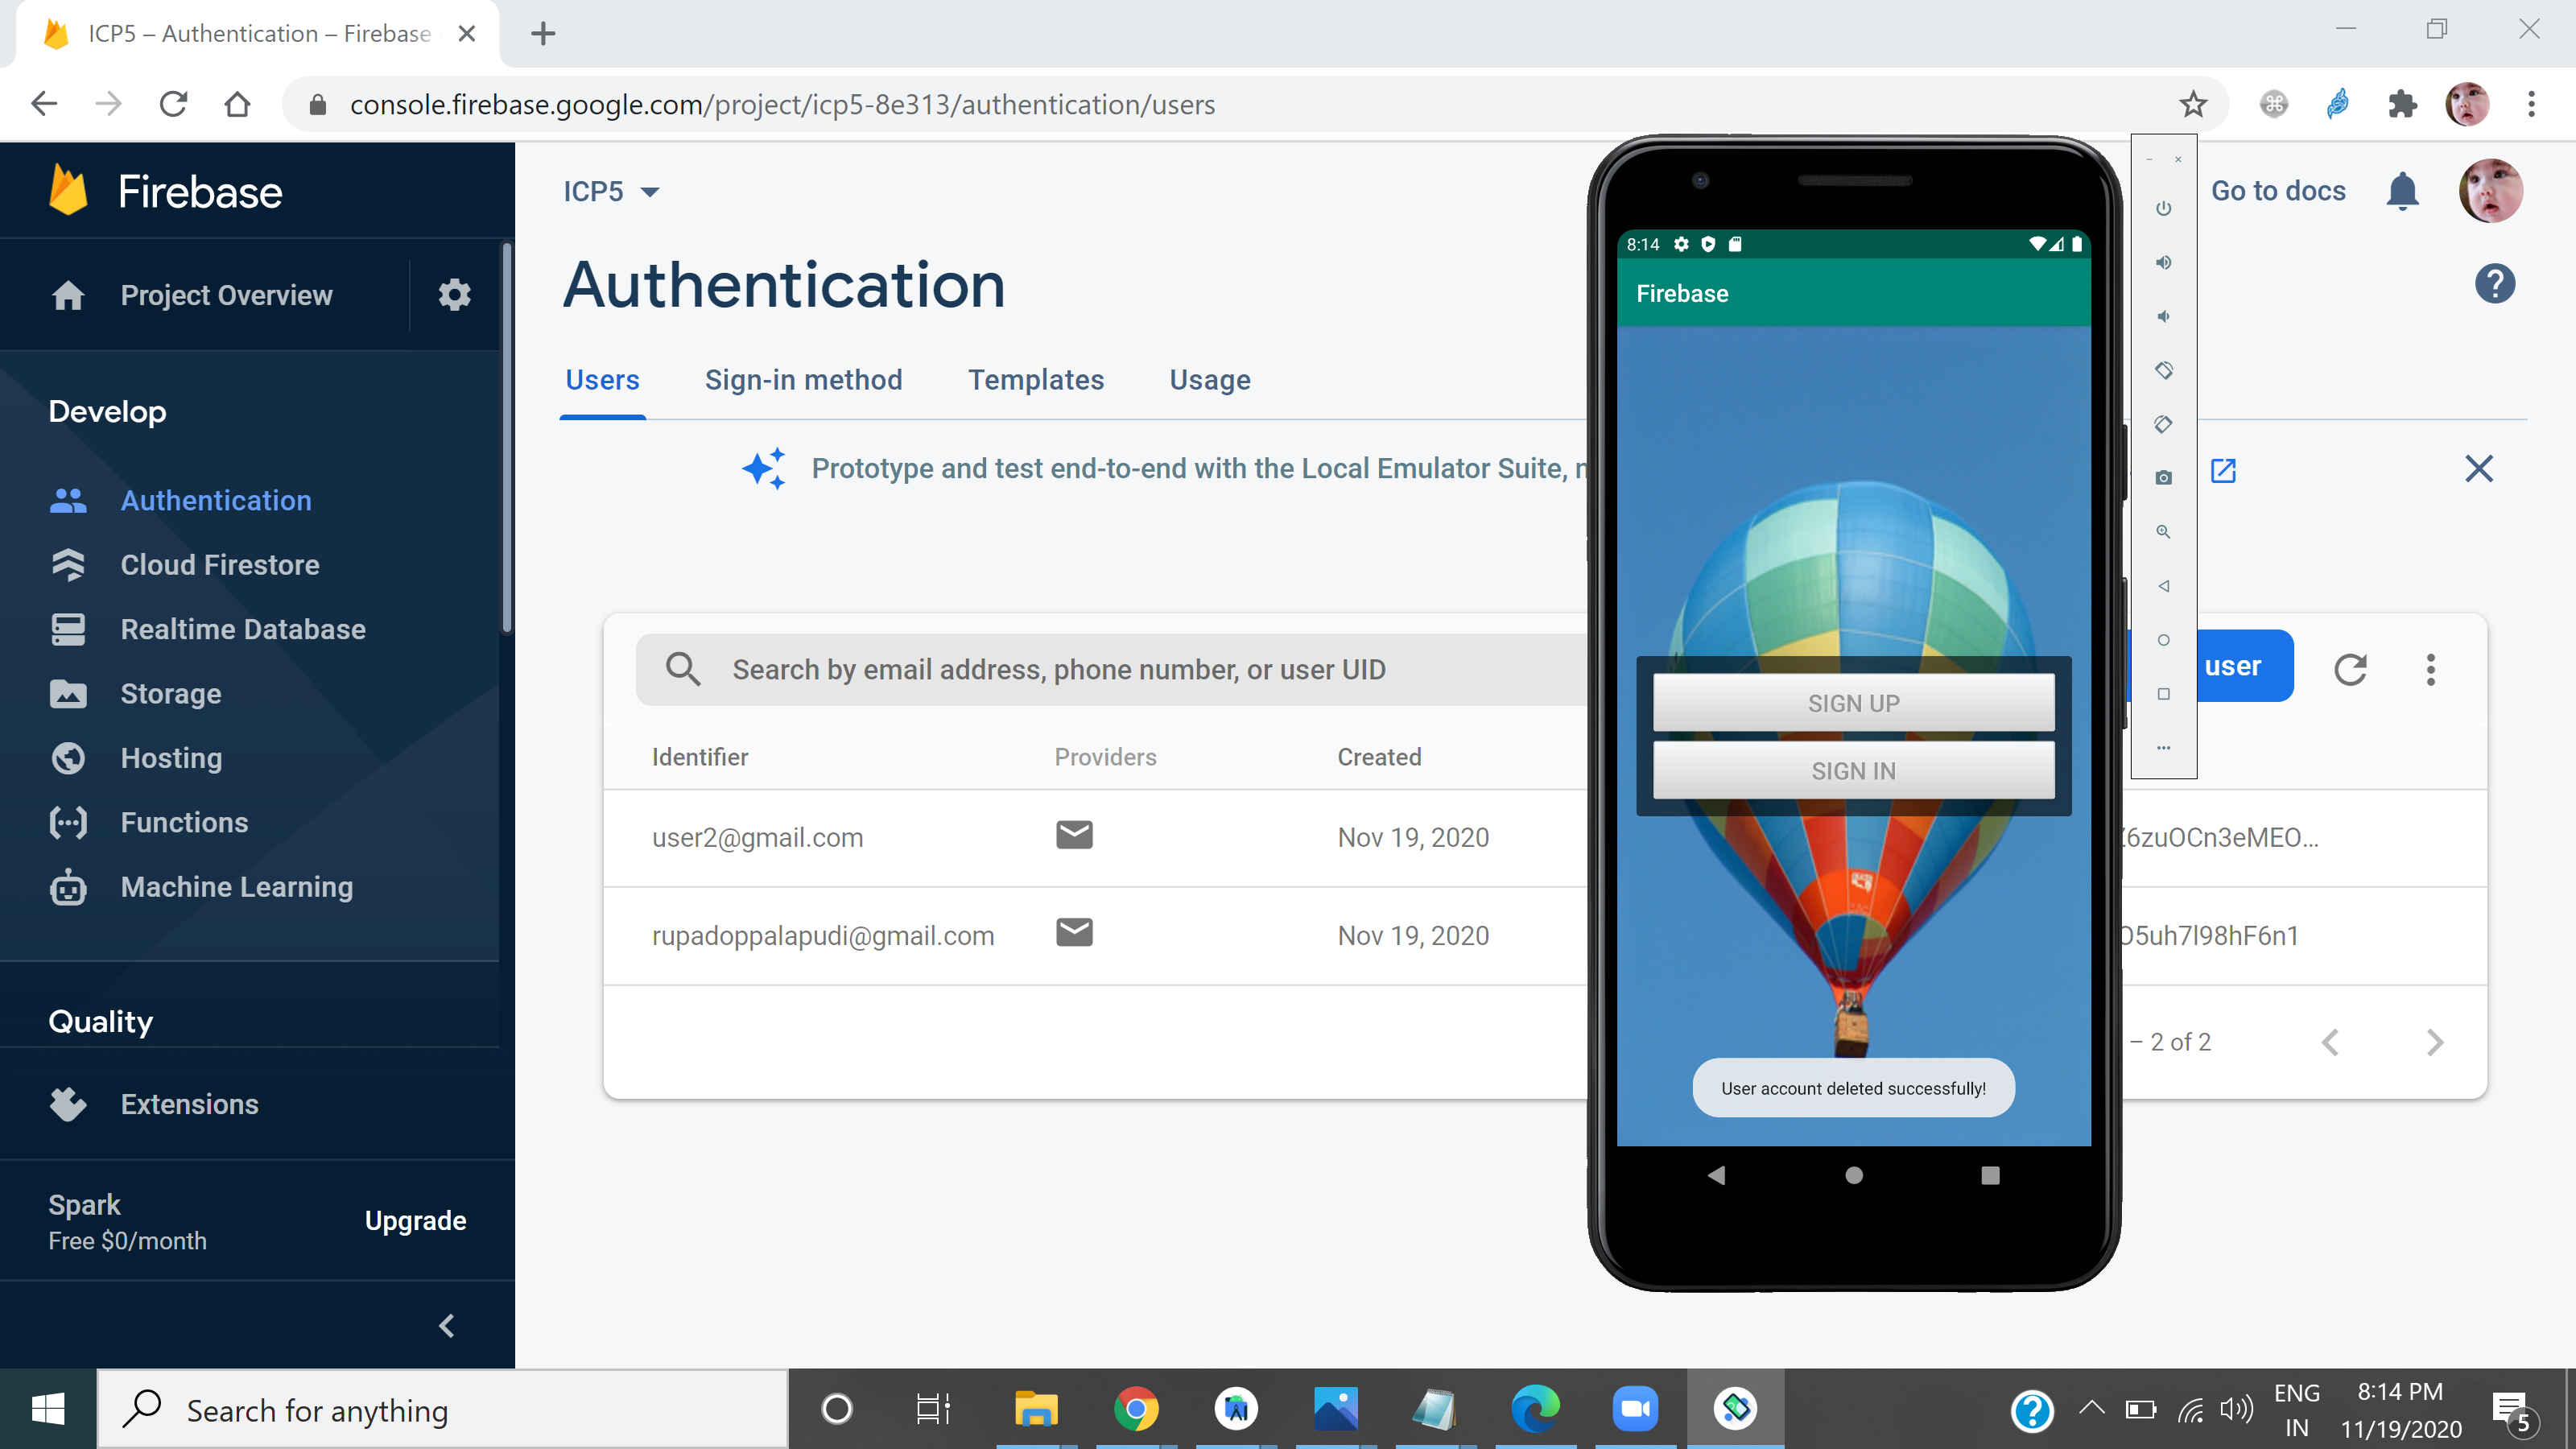 ICP5 – Authentication – Firebase
console.firebase.google.com/project/icp5-8e313/authentication/users
Firebase
ICP5
Go to docs
Project Overview
Authentication
Users
Sign-in method
Templates
Usage
Develop
Prototype and test end-to-end with the Local Emulator Suite,
Authentication
Cloud Firestore
Realtime Database
Storage
Hosting
Functions
Machine Learning
Search by email address, phone number, or user UID
user
Identifier
Providers
Created
user2@gmail.com
Nov 19, 2020
6zuOCn3eMEO...
rupadoppalapudi@gmail.com
Nov 19, 2020
O5uh7l98hF6n1
– 2 of 2
8:14
Firebase
SIGN UP
SIGN IN
User account deleted successfully!
Quality
Extensions
Spark
Free $0/month
Upgrade
Search for anything
ENG
IN
8:14 PM
11/19/2020
5